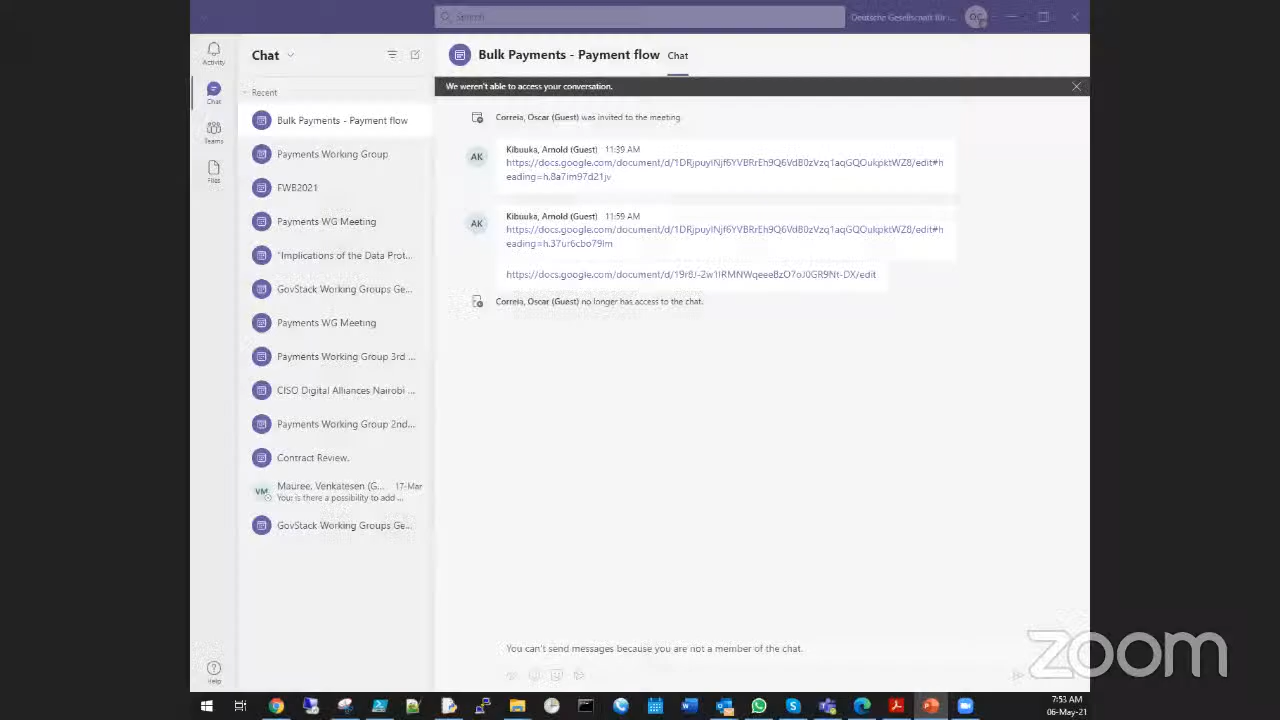 Search
Deutsche Gesellschaft für i...
OC
Activity
Chat
Teams
Files
Help
Chat
Recent
Bulk Payments - Payment flow
Payments Working Group
FWB2021
Payments WG Meeting
"Implications of the Data Prot...
GovStack Working Groups Ge...
Payments WG Meeting
Payments Working Group 3rd ...
CISO Digital Alliances Nairobi ...
Payments Working Group 2nd...
Contract Review.
VM
Mauree, Venkatesen (G... 17-Mar
You: is there a possibility to add ...
GovStack Working Groups Ge...
Bulk Payments - Payment flow Chat
We weren't able to access your conversation.
Correia, Oscar (Guest) was invited to the meeting.
AK
Kibuuka, Arnold (Guest) 11:39 AM
AK
Kibuuka, Arnold (Guest) 11:59 AM
Correia, Oscar (Guest) no longer has access to the chat.
You can't send messages because you are not a member of the chat.
zoom
7:53 AM
06-May-21